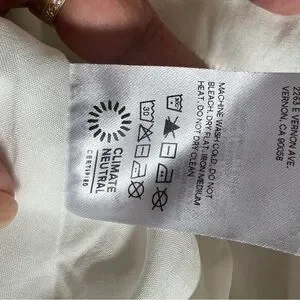 2263 E VERNON AVE,
VERNON, CA 90058
MACHINE WASH COLD, DO NOT
BLEACH, DRY FLAT, IRON MEDIUM
HEAT, DO NOT DRY CLEAN
30
CLIMATE
NEUTRAL
CERTIFIED